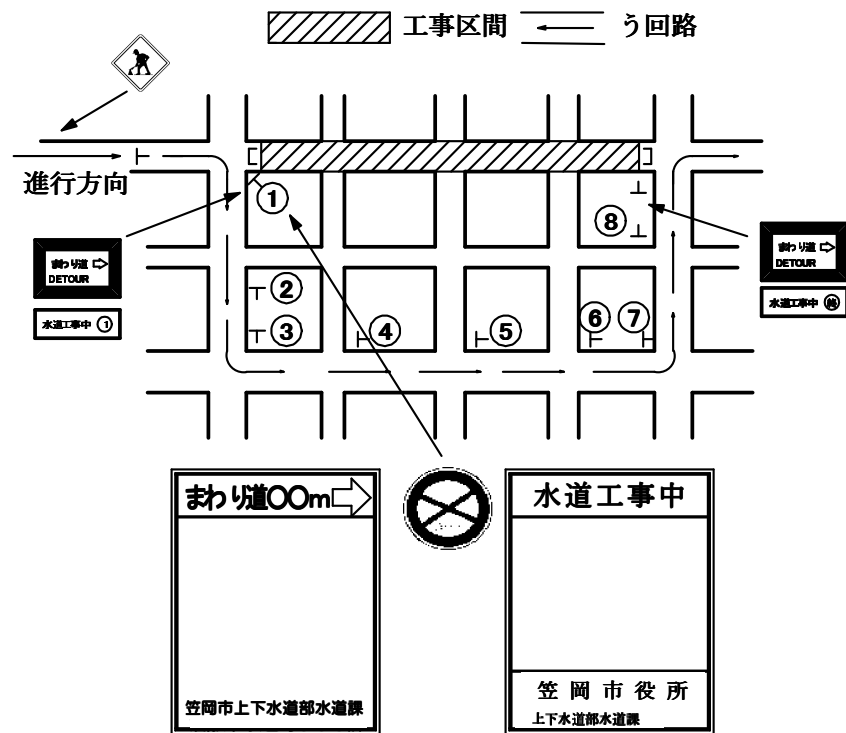 工事区間 う回路
進行方向
まわり道
DETOUR
水道工事中 ①
① ⑧
② ③ ④ ⑤ ⑥ ⑦
まわり道
DETOUR
水道工事中
まわり道〇〇m
笠岡市上下水道部水道課
水道工事中
笠岡市役所
上下水道部水道課